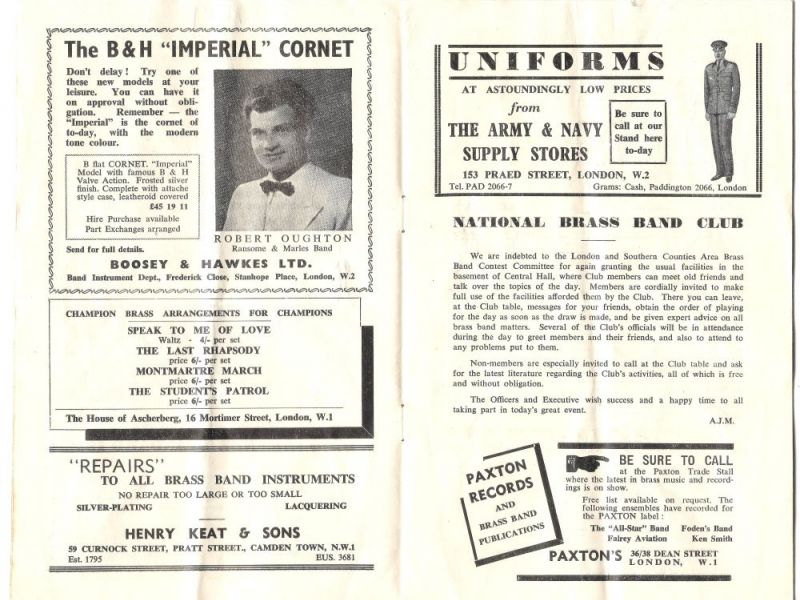 The B & H "IMPERIAL" CORNET
Don't delay! Try one of
these new models at your
leisure. You can have it
on approval without obli-
gation. Remember — the
"Imperial" is the cornet of
to-day, with the modern
tone colour.
B flat CORNET. "Imperial"
Model with famous B & H
Valve Action. Frosted silver
finish. Complete with attache
style case, leatheroid covered
£45 19 11
Hire Purchase available
Part Exchanges arranged
Send for full details.
ROBERT OUGHTON
Ransome & Marles Band
BOOSEY & HAWKES LTD.
Band Instrument Dept., Frederick Close, Stanhope Place, London, W.2
CHAMPION BRASS ARRANGEMENTS FOR CHAMPIONS
SPEAK TO ME OF LOVE
Waltz - 4/- per set
THE LAST RHAPSODY
price 6/- per set
MONTMARTRE MARCH
price 6/- per set
THE STUDENT'S PATROL
price 6/- per set
The House of Ascherberg, 16 Mortimer Street, London, W.1
"REPAIRS"
TO ALL BRASS BAND INSTRUMENTS
NO REPAIR TOO LARGE OR TOO SMALL
SILVER-PLATING LACQUERING
HENRY KEAT & SONS
59 CURNOCK STREET, PRATT STREET., CAMDEN TOWN, N.W.1
Est. 1795 EUS. 3681
UNIFORMS
AT ASTOUNDINGLY LOW PRICES
from
THE ARMY & NAVY
SUPPLY STORES
Be sure to
call at our
Stand here
to-day
153 PRAED STREET, LONDON, W.2
Tel. PAD 2066-7 Grams: Cash, Paddington 2066, London
NATIONAL BRASS BAND CLUB
We are indebted to the London and Southern Counties Area Brass
Band Contest Committee for again granting the usual facilities in the
basement of Central Hall, where Club members can meet old friends and
talk over the topics of the day. Members are cordially invited to make
full use of the facilities afforded them by the Club. There you can leave,
at the Club table, messages for your friends, obtain the order of playing
for the day as soon as the draw is made, and be given expert advice on all
brass band matters. Several of the Club's officials will be in attendance
during the day to greet members and their friends, and also to attend to
any problems put to them.
Non-members are especially invited to call at the Club table and ask
for the latest literature regarding the Club's activities, all of which is free
and without obligation.
The Officers and Executive wish success and a happy time to all
taking part in today's great event.
A.J.M.
PAXTON
RECORDS
AND
BRASS BAND
PUBLICATIONS
BE SURE TO CALL
at the Paxton Trade Stall
where the latest in brass music and record-
ings is on show.
Free list available on request. The
following ensembles have recorded
for the PAXTON label:
The "All-Star" Band Foden's Band
Fairey Aviation Ken Smith
PAXTON'S 36/38 DEAN STREET
LONDON, W.1